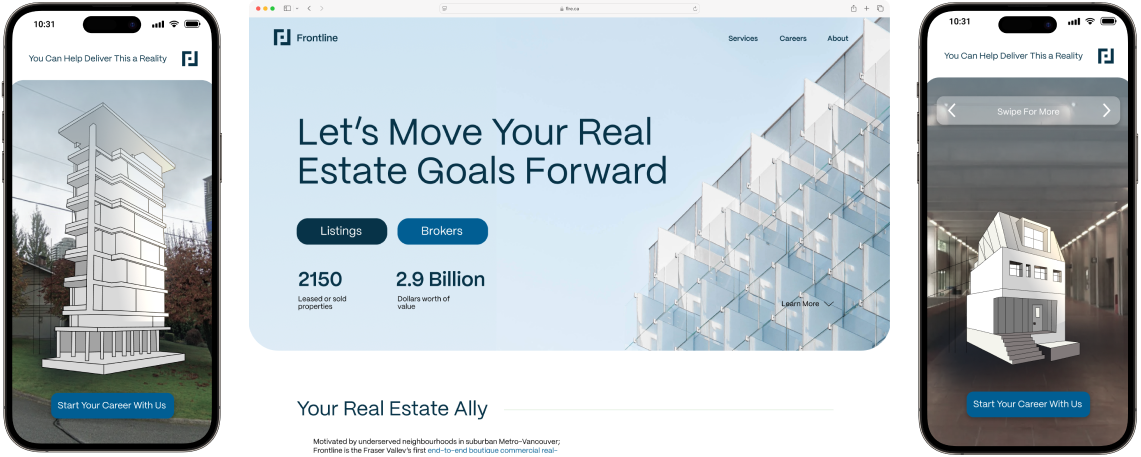 10:31
You Can Help Deliver This a Reality
Start Your Career With Us
frre.ca
Frontline
Services
Careers
About
Let's Move Your Real
Estate Goals Forward
Listings
Brokers
2150
Leased or sold
properties
2.9 Billion
Dollars worth of
value
Learn More
Your Real Estate Ally
Motivated by underserved neighbourhoods in suburban Metro-Vancouver;
Frontline is the Fraser Valley's first end-to-end boutique commercial real-
10:31
You Can Help Deliver This a Reality
Swipe For More
Start Your Career With Us